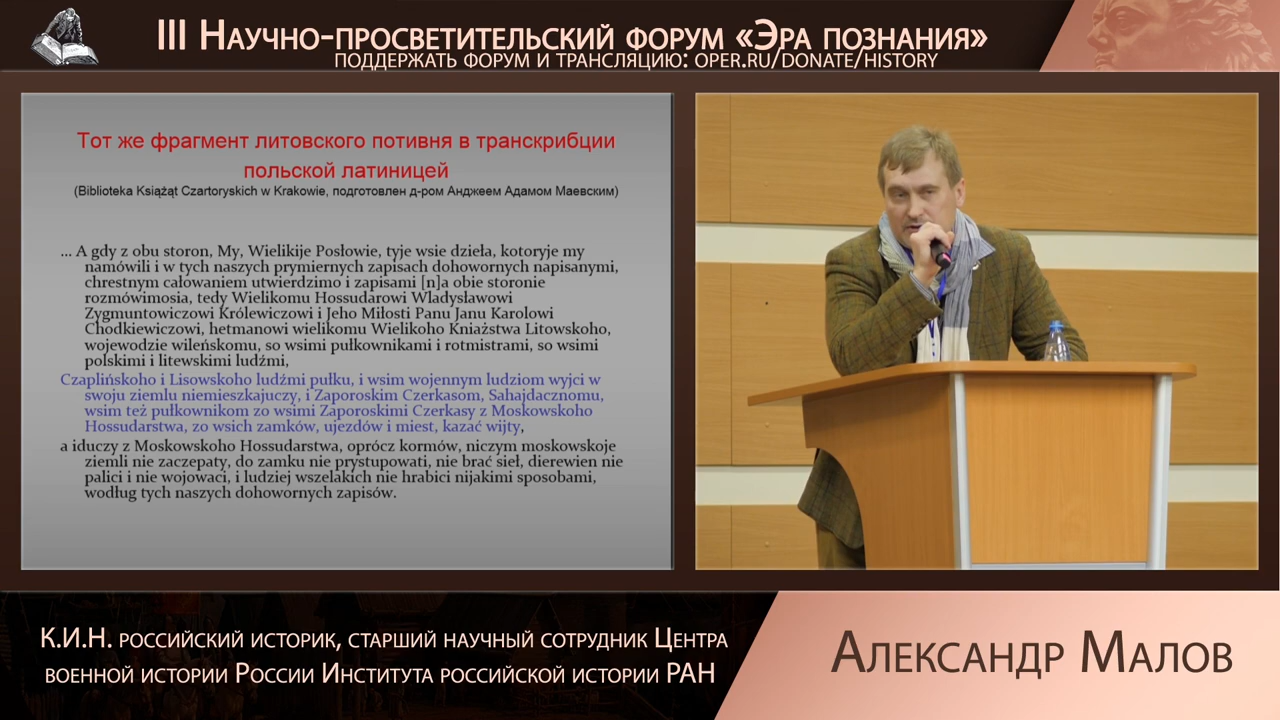 III Научно-просветительский форум «Эра познания»
поддержать форум и трансляцию: oper.ru/donate/history
Тот же фрагмент литовского потивня в транскрибции
польской латиницей
(Biblioteka Książąt Czartoryskich w Krakowie, подготовлен д-ром Анджеем Адамом Маевским)
... A gdy z obu storon, My, Wielikije Posłowie, tyje wsie dzieła, kotoryje my
namówili i w tych naszych prymiernych zapisach dohowornych napisanymi,
chrestnym całowaniem utwierdzimo i zapisami [n]a obie storonie
rozmówimosia, tedy Wielikomu Hossudarowi Wladysławowi
Zygmuntowiczowi Królewiczowi i Jeho Miłosti Panu Janu Karolowi
Chodkiewiczowi, hetmanowi wielikomu Wielikoho Kniażstwa Litowskoho,
wojewodzie wileńskomu, so wsimi pułkownikami i rotmistrami, so wsimi
polskimi i litewskimi ludźmi,
Czaplińskoho i Lisowskoho ludźmi pułku, i wsim wojennym ludziom wyjci w
swoju ziemlu niemieszkajuczy, i Zaporoskim Czerkasom, Sahajdacznomu,
wsim też pułkownikom zo wsimi Zaporoskimi Czerkasy z Moskowskoho
Hossudarstwa, zo wsich zamków, ujezdów i miest, kazać wijty,
a iduczy z Moskowskoho Hossudarstwa, oprócz kormów, niczym moskowskoje
ziemli nie zaczepaty, do zamku nie prystupowati, nie brać sieł, dierewien nie
palici i nie wojowaci, i ludziej wszelakich nie hrabici nijakimi sposobami,
wodług tych naszych dohowornych zapisów.
К.И.Н. российский историк, старший научный сотрудник Центра
военной истории России Института российской истории РАН
Александр Малов